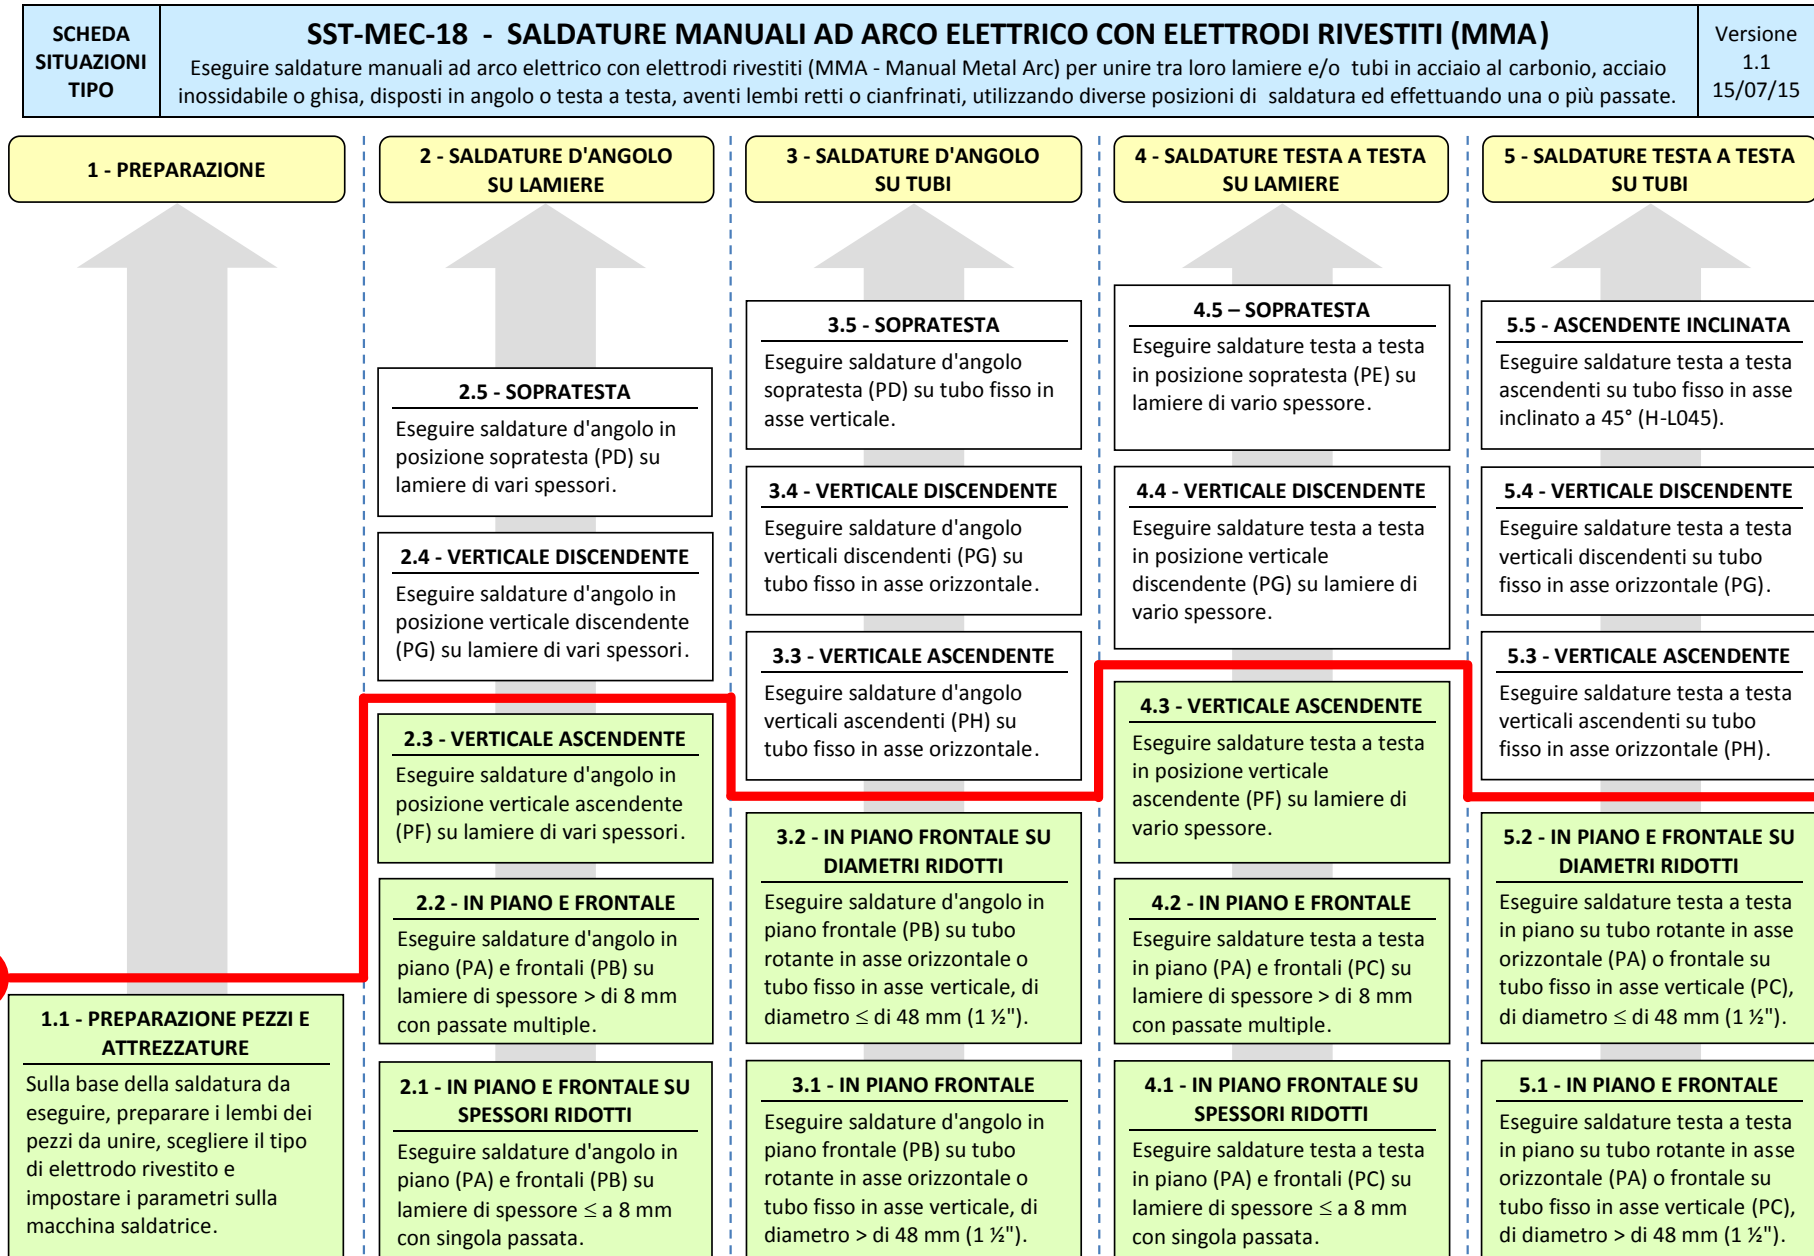 SCHEDA
SITUAZIONI
TIPO
SST-MEC-18 - SALDATURE MANUALI AD ARCO ELETTRICO CON ELETTRODI RIVESTITI (MMA)
Eseguire saldature manuali ad arco elettrico con elettrodi rivestiti (MMA - Manual Metal Arc) per unire tra loro lamiere e/o tubi in acciaio al carbonio, acciaio
inossidabile o ghisa, disposti in angolo o testa a testa, aventi lembi retti o cianfrinati, utilizzando diverse posizioni di saldatura ed effettuando una o più passate.
Versione
1.1
15/07/15
1 - PREPARAZIONE
1.1 - PREPARAZIONE PEZZI E
ATTREZZATURE
Sulla base della saldatura da
eseguire, preparare i lembi dei
pezzi da unire, scegliere il tipo
di elettrodo rivestito e
impostare i parametri sulla
macchina saldatrice.
2 - SALDATURE D'ANGOLO
SU LAMIERE
2.5 - SOPRATESTA
Eseguire saldature d'angolo in
posizione sopratesta (PD) su
lamiere di vari spessori.
2.4 - VERTICALE DISCENDENTE
Eseguire saldature d'angolo in
posizione verticale discendente
(PG) su lamiere di vari spessori.
2.3 - VERTICALE ASCENDENTE
Eseguire saldature d'angolo in
posizione verticale ascendente
(PF) su lamiere di vari spessori.
2.2 - IN PIANO E FRONTALE
Eseguire saldature d'angolo in
piano (PA) e frontali (PB) su
lamiere di spessore > di 8 mm
con passate multiple.
2.1 - IN PIANO E FRONTALE SU
SPESSORI RIDOTTI
Eseguire saldature d'angolo in
piano (PA) e frontali (PB) su
lamiere di spessore ≤ a 8 mm
con singola passata.
3 - SALDATURE D'ANGOLO
SU TUBI
3.5 - SOPRATESTA
Eseguire saldature d'angolo
sopratesta (PD) su tubo fisso in
asse verticale.
3.4 - VERTICALE DISCENDENTE
Eseguire saldature d'angolo
verticali discendenti (PG) su
tubo fisso in asse orizzontale.
3.3 - VERTICALE ASCENDENTE
Eseguire saldature d'angolo
verticali ascendenti (PH) su
tubo fisso in asse orizzontale.
3.2 - IN PIANO FRONTALE SU
DIAMETRI RIDOTTI
Eseguire saldature d'angolo in
piano frontale (PB) su tubo
rotante in asse orizzontale o
tubo fisso in asse verticale, di
diametro ≤ di 48 mm (1 ½").
3.1 - IN PIANO FRONTALE
Eseguire saldature d'angolo in
piano frontale (PB) su tubo
rotante in asse orizzontale o
tubo fisso in asse verticale, di
diametro > di 48 mm (1 ½").
4 - SALDATURE TESTA A TESTA
SU LAMIERE
4.5 – SOPRATESTA
Eseguire saldature testa a testa
in posizione sopratesta (PE) su
lamiere di vario spessore.
4.4 - VERTICALE DISCENDENTE
Eseguire saldature testa a testa
in posizione verticale
discendente (PG) su lamiere di
vario spessore.
4.3 - VERTICALE ASCENDENTE
Eseguire saldature testa a testa
in posizione verticale
ascendente (PF) su lamiere di
vario spessore.
4.2 - IN PIANO E FRONTALE
Eseguire saldature testa a testa
in piano (PA) e frontali (PC) su
lamiere di spessore > di 8 mm
con passate multiple.
4.1 - IN PIANO FRONTALE SU
SPESSORI RIDOTTI
Eseguire saldature testa a testa
in piano (PA) e frontali (PC) su
lamiere di spessore ≤ a 8 mm
con singola passata.
5 - SALDATURE TESTA A TESTA
SU TUBI
5.5 - ASCENDENTE INCLINATA
Eseguire saldature testa a testa
ascendenti su tubo fisso in asse
inclinato a 45° (H-L045).
5.4 - VERTICALE DISCENDENTE
Eseguire saldature testa a testa
verticali discendenti su tubo
fisso in asse orizzontale (PG).
5.3 - VERTICALE ASCENDENTE
Eseguire saldature testa a testa
verticali ascendenti su tubo
fisso in asse orizzontale (PH).
5.2 - IN PIANO E FRONTALE SU
DIAMETRI RIDOTTI
Eseguire saldature testa a testa
in piano su tubo rotante in asse
orizzontale (PA) o frontale su
tubo fisso in asse verticale (PC),
di diametro ≤ di 48 mm (1 ½").
5.1 - IN PIANO E FRONTALE
Eseguire saldature testa a testa
in piano su tubo rotante in asse
orizzontale (PA) o frontale su
tubo fisso in asse verticale (PC),
di diametro > di 48 mm (1 ½").